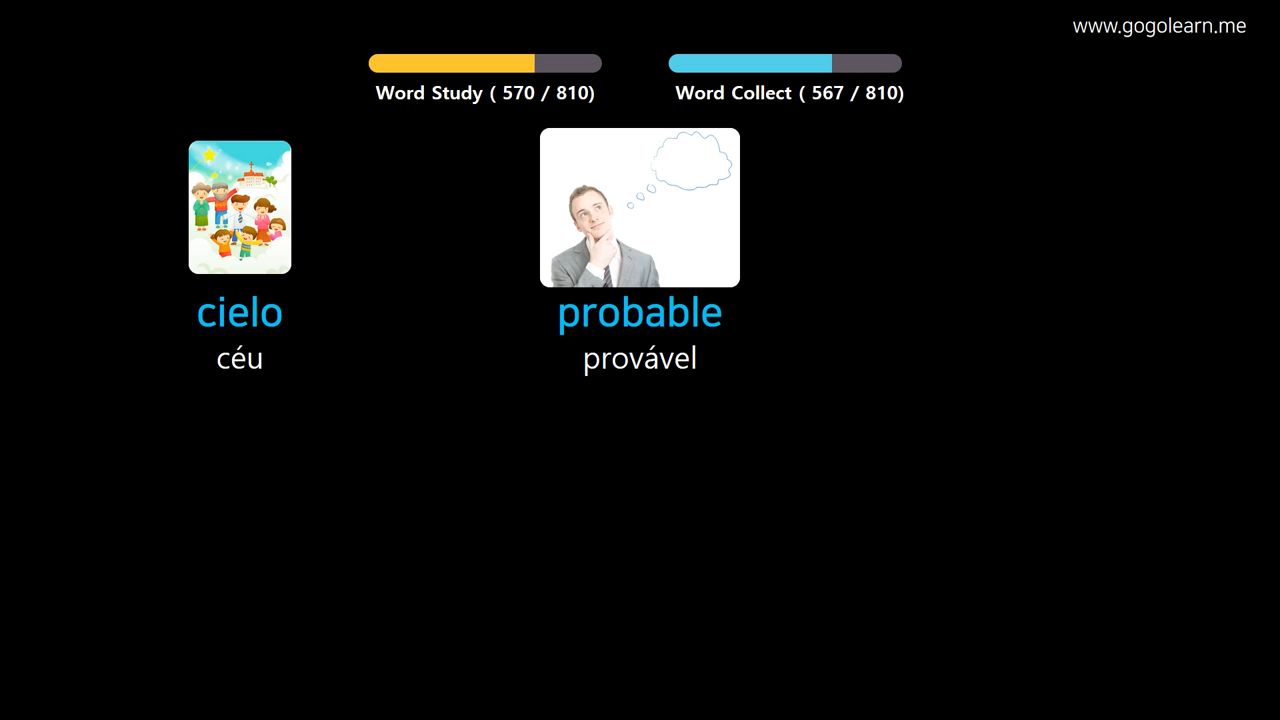 www.gogolearn.me
Word Study ( 570 / 810)
Word Collect ( 567 / 810)
cielo
céu
probable
provável